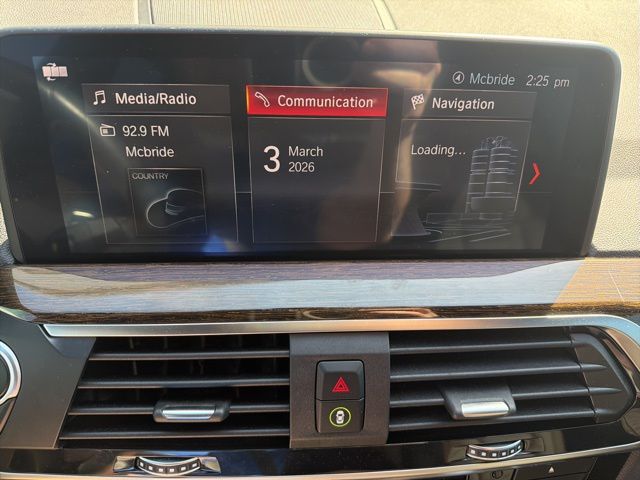 Mcbride 2:25 pm
Media/Radio
92.9 FM
Mcbride
COUNTRY
Communication
3 March
2026
Navigation
Loading...